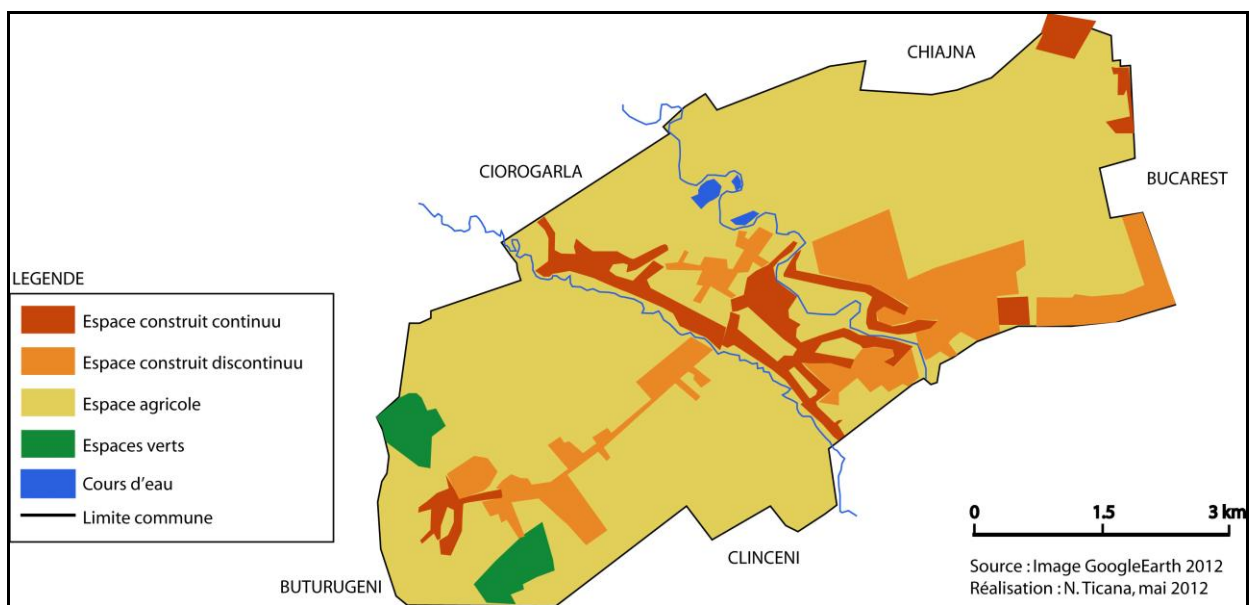 CHIAJNA
CIOROGARLA
BUCAREST
LEGENDE
Espace construit continuu
Espace construit discontinuu
Espace agricole
Espaces verts
Cours d'eau
Limite commune
BUTURUGENI
CLINCENI
0 1.5 3 km
Source : Image GoogleEarth 2012
Réalisation : N. Ticana, mai 2012